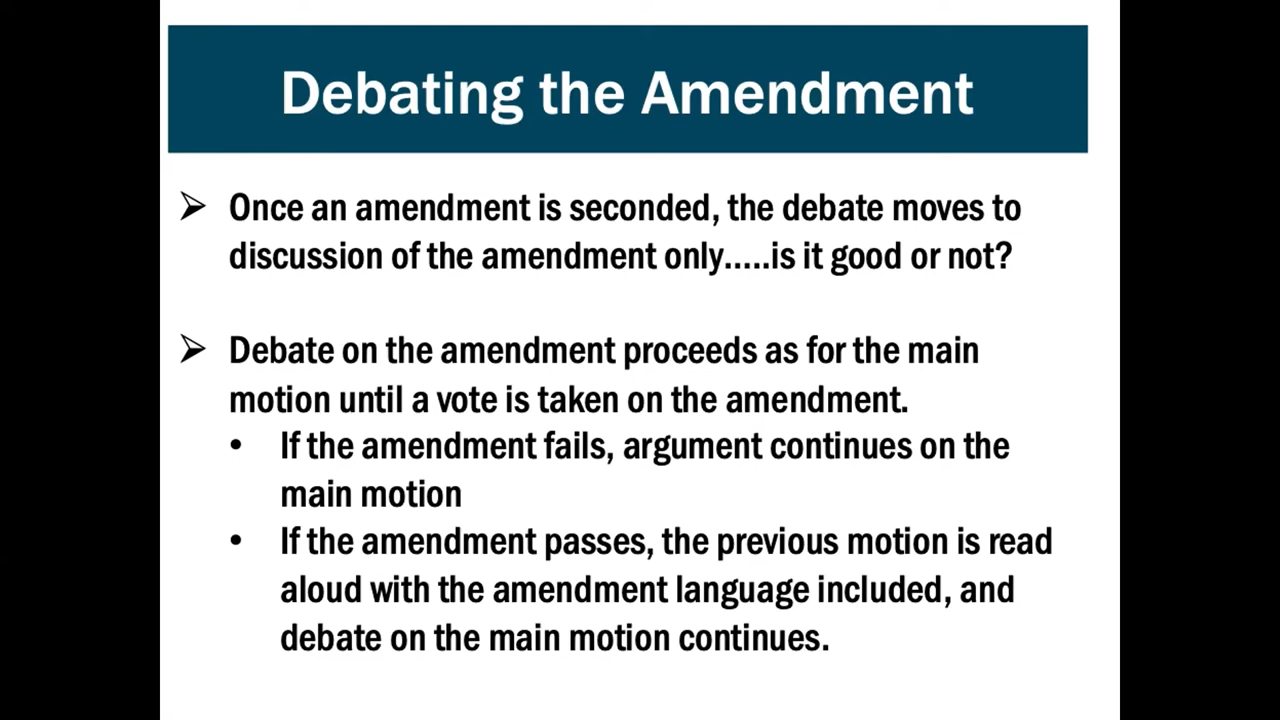 Debating the Amendment
➢ Once an amendment is seconded, the debate moves to
discussion of the amendment only.....is it good or not?
➢ Debate on the amendment proceeds as for the main
motion until a vote is taken on the amendment.
• If the amendment fails, argument continues on the
main motion
• If the amendment passes, the previous motion is read
aloud with the amendment language included, and
debate on the main motion continues.